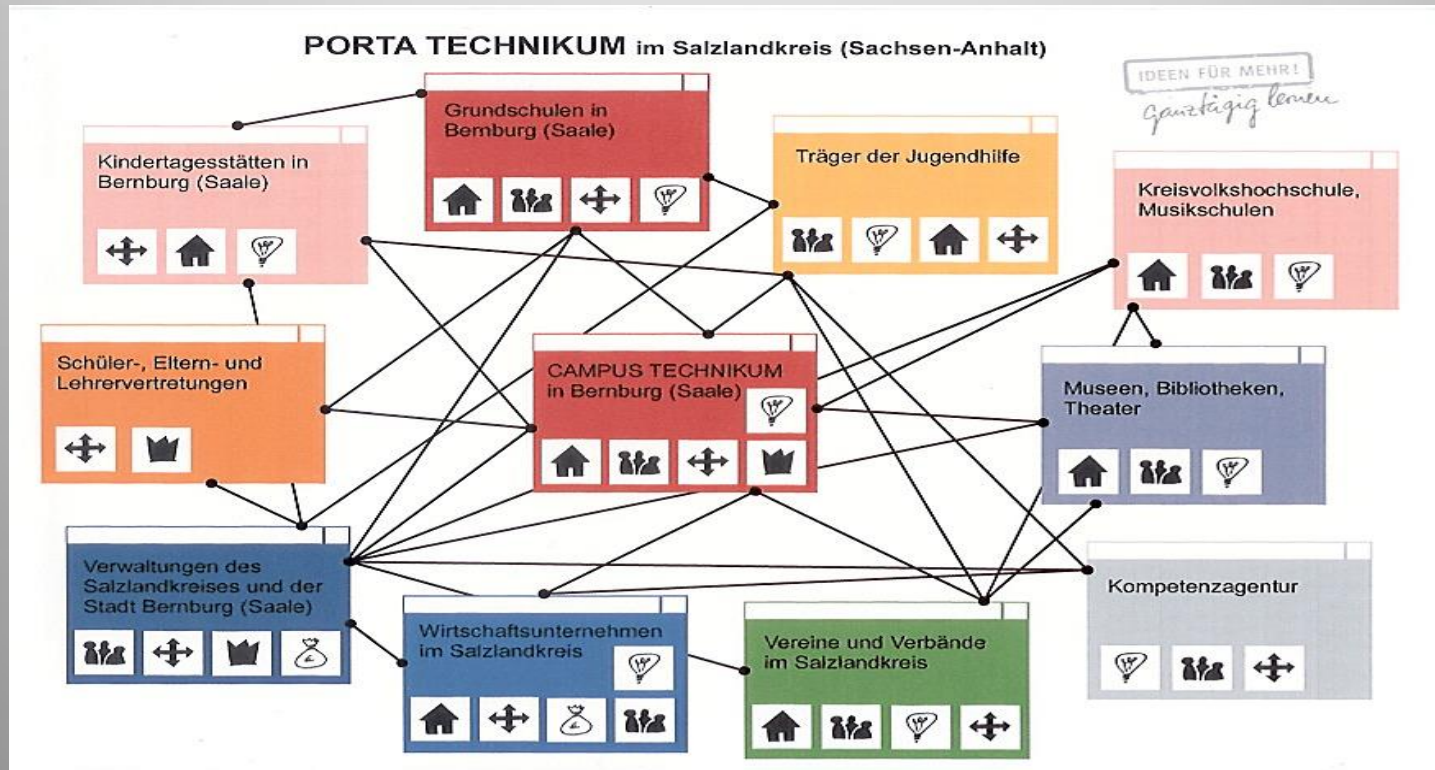 PORTA TECHNIKUM im Salzlandkreis (Sachsen-Anhalt)
IDEEN FÜR MEHR!
ganztägig lernen
Grundschulen in
Bernburg (Saale)
Kindertagesstätten in
Bernburg (Saale)
Träger der Jugendhilfe
Kreisvolkshochschule,
Musikschulen
Schüler-, Eltern- und
Lehrervertretungen
CAMPUS TECHNIKUM
in Bernburg (Saale)
Museen, Bibliotheken,
Theater
Verwaltungen des
Salzlandkreises und der
Stadt Bernburg (Saale)
Wirtschaftsunternehmen
im Salzlandkreis
Vereine und Verbände
im Salzlandkreis
Kompetenzagentur